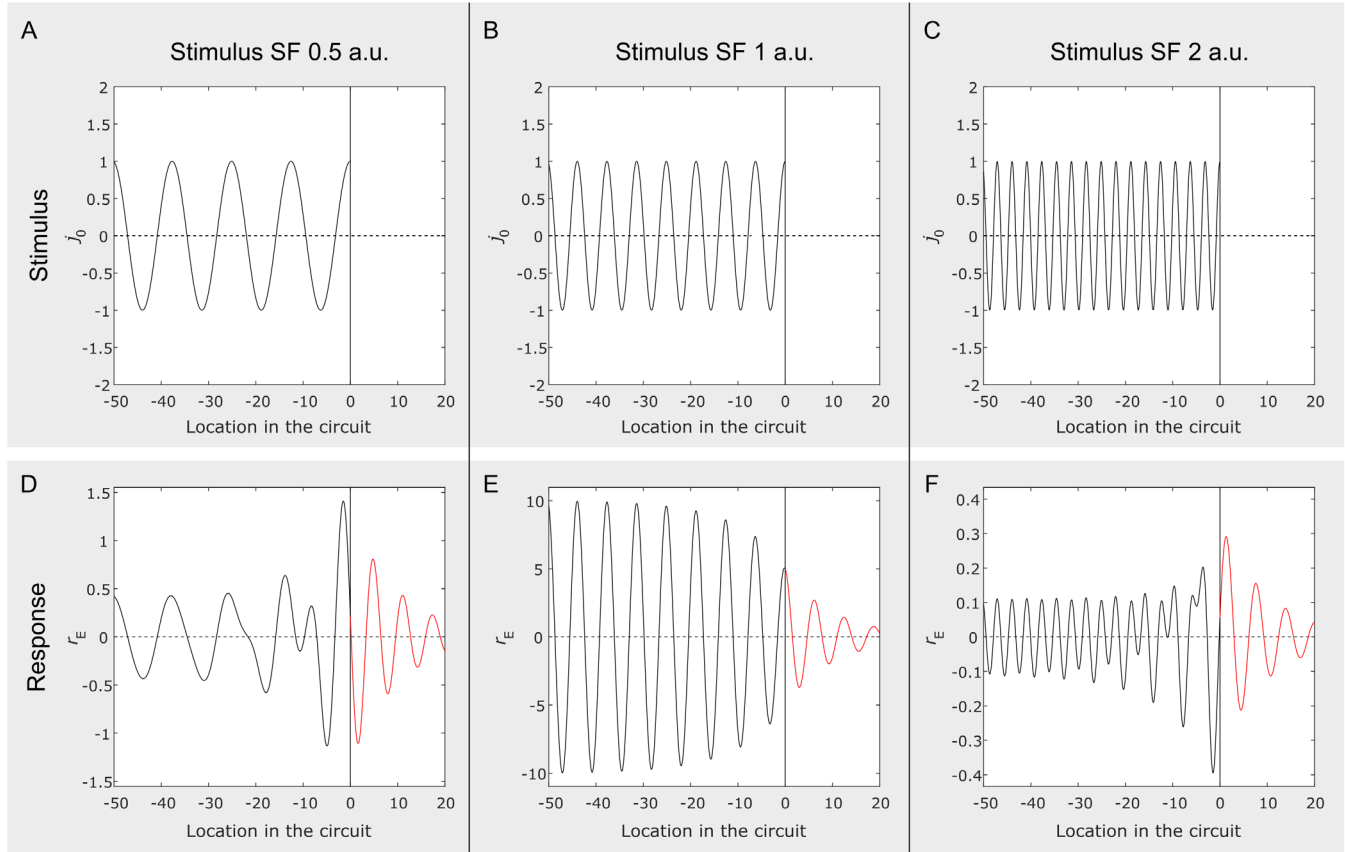 A
Stimulus SF 0.5 a.u.
B
Stimulus SF 1 a.u.
C
Stimulus SF 2 a.u.
Stimulus
j0
2
1.5
1
0.5
0
-0.5
-1
-1.5
-2
-50 -40 -30 -20 -10 0 10 20
Location in the circuit
j0
2
1.5
1
0.5
0
-0.5
-1
-1.5
-2
-50 -40 -30 -20 -10 0 10 20
Location in the circuit
j0
2
1.5
1
0.5
0
-0.5
-1
-1.5
-2
-50 -40 -30 -20 -10 0 10 20
Location in the circuit
Response
D
rE
1.5
1
0.5
0
-0.5
-1
-1.5
-50 -40 -30 -20 -10 0 10 20
Location in the circuit
E
rE
10
5
0
-5
-10
-50 -40 -30 -20 -10 0 10 20
Location in the circuit
F
rE
0.4
0.3
0.2
0.1
0
-0.1
-0.2
-0.3
-0.4
-50 -40 -30 -20 -10 0 10 20
Location in the circuit